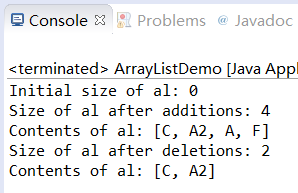 Console Problems @ Javadoc
<terminated> ArrayListDemo [Java Appl
Initial size of al: 0
Size of al after additions: 4
Contents of al: [C, A2, A, F]
Size of al after deletions: 2
Contents of al: [C, A2]